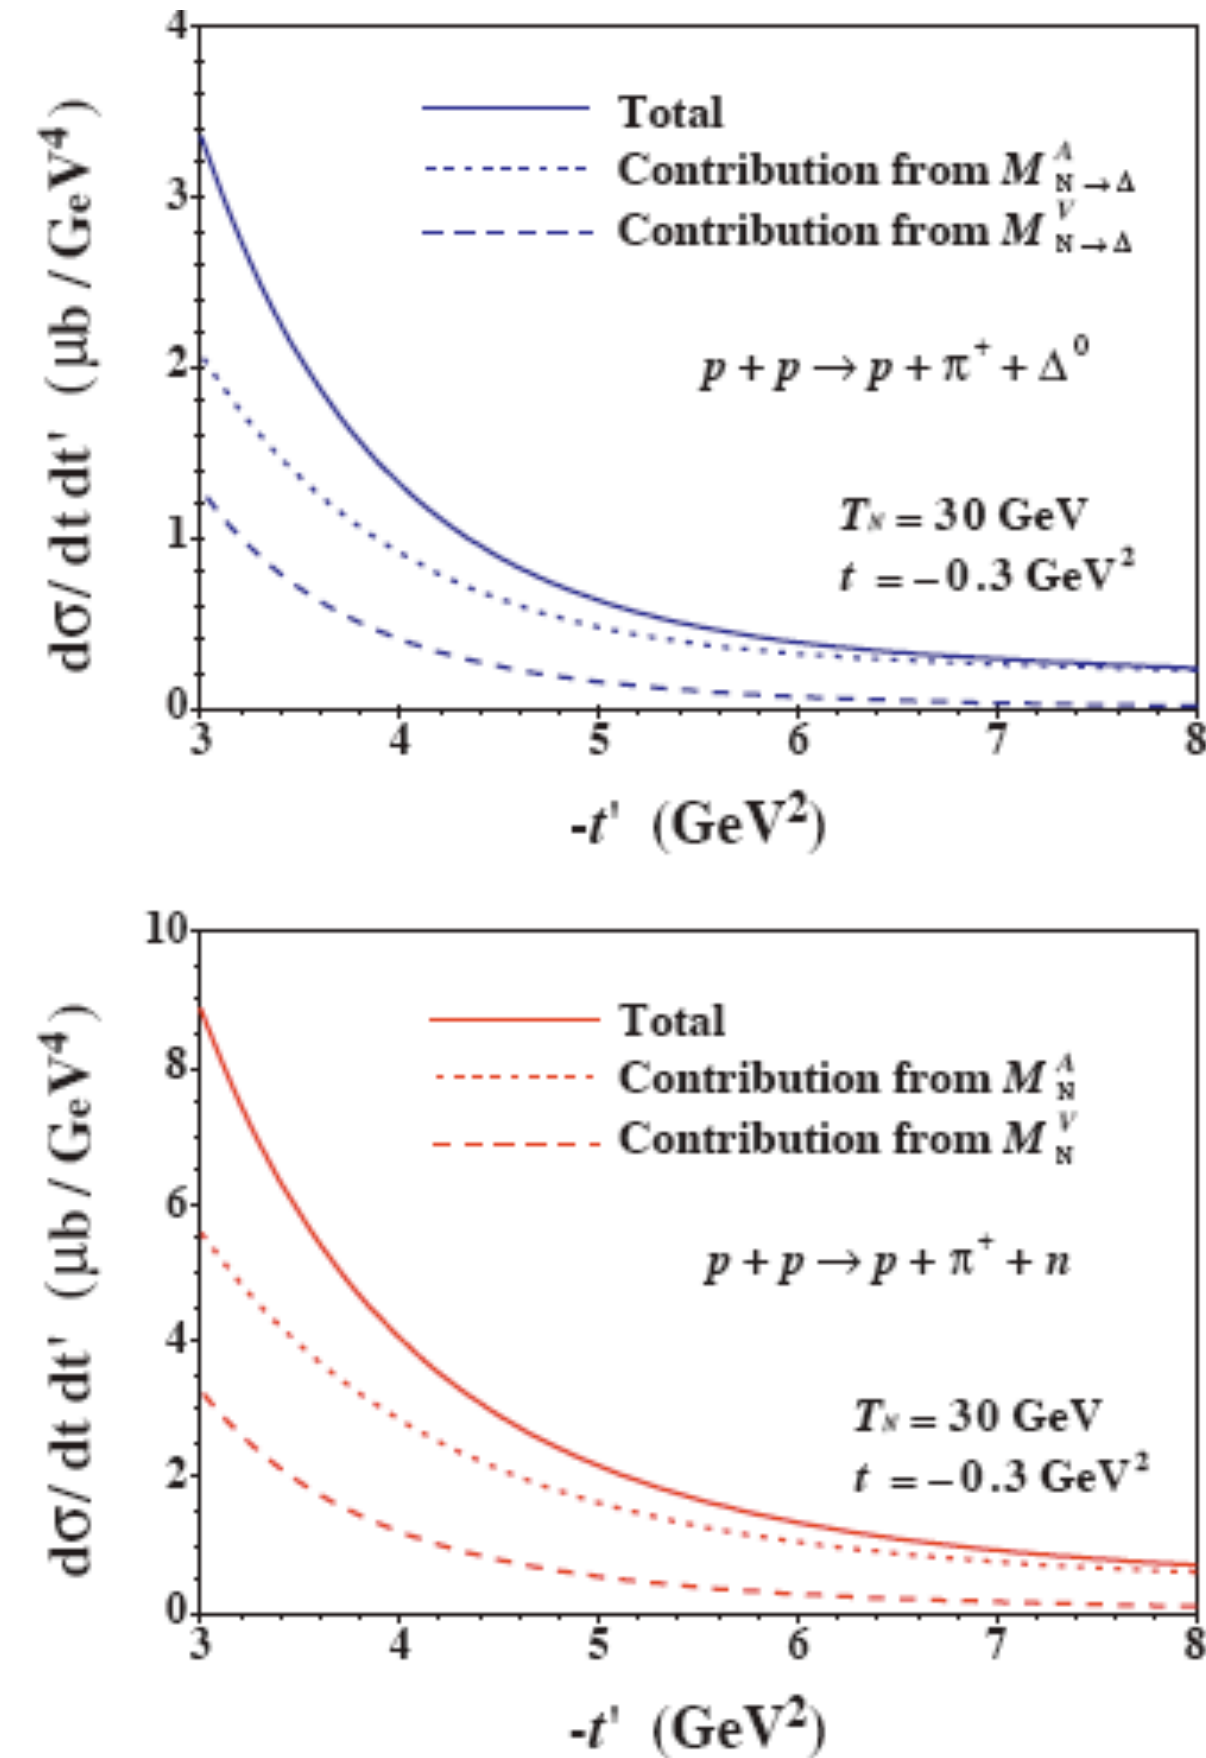 4
3
2
1
0
dσ/ dt dt' (μb / GeV⁴)
Total
Contribution from M^A_N→Δ
Contribution from M^V_N→Δ
p + p → p + π⁺ + Δ⁰
T_N = 30 GeV
t = −0.3 GeV²
3 4 5 6 7 8
-t' (GeV²)
10
8
6
4
2
0
dσ/ dt dt' (μb / GeV⁴)
Total
Contribution from M^A_N
Contribution from M^V_N
p + p → p + π⁺ + n
T_N = 30 GeV
t = −0.3 GeV²
3 4 5 6 7 8
-t' (GeV²)